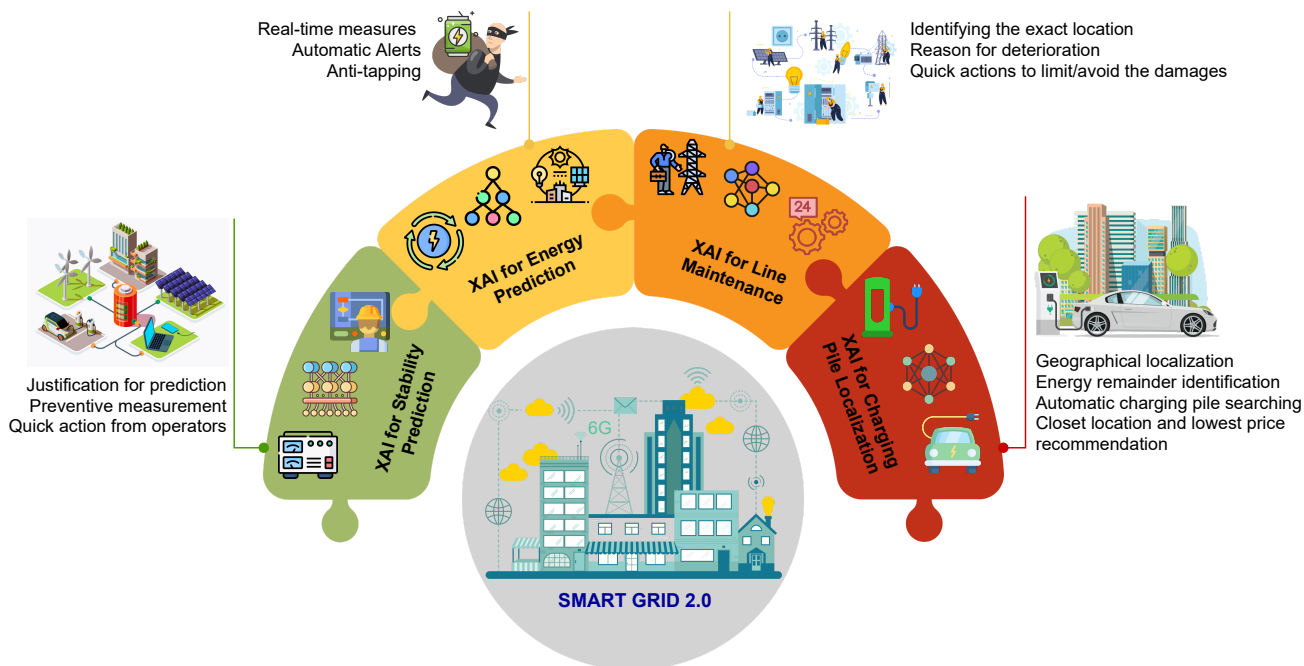 Real-time measures
Automatic Alerts
Anti-tapping
Identifying the exact location
Reason for deterioration
Quick actions to limit/avoid the damages
XAI for Energy
Prediction
XAI for Line
Maintenance
24
Justification for prediction
Preventive measurement
Quick action from operators
XAI for Stability
Prediction
XAI for Charging
Pile Localization
Geographical localization
Energy remainder identification
Automatic charging pile searching
Closet location and lowest price
recommendation
6G
SMART GRID 2.0